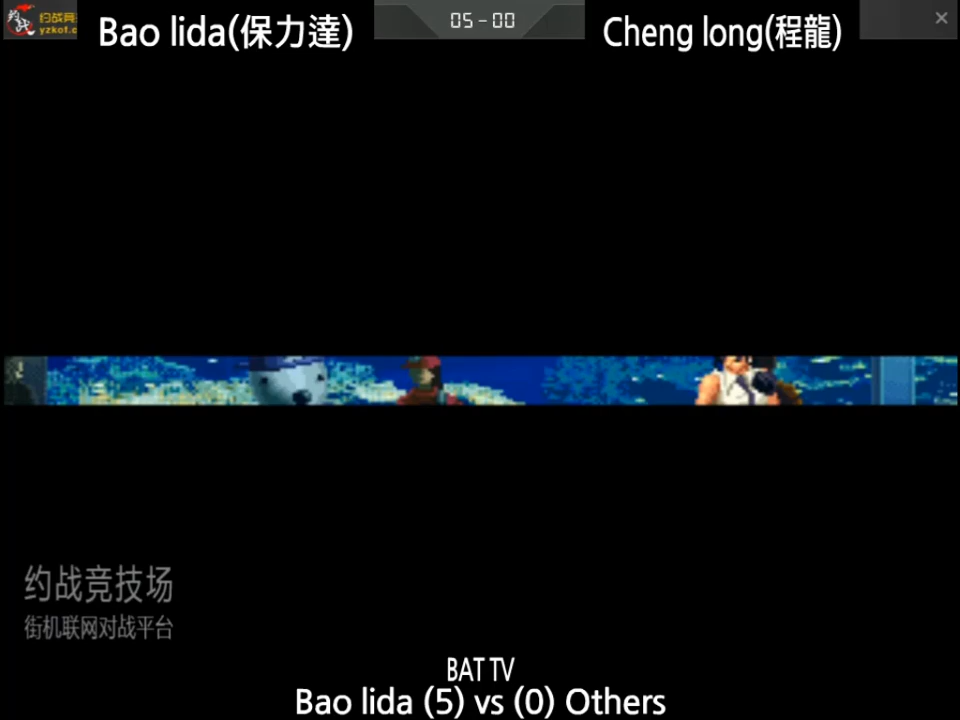 约战竞
yzkof.c
Bao lida(保力達)
05-00
Cheng long(程龍)
约战竞技场
街机联网对战平台
BAT TV
Bao lida (5) vs (0) Others